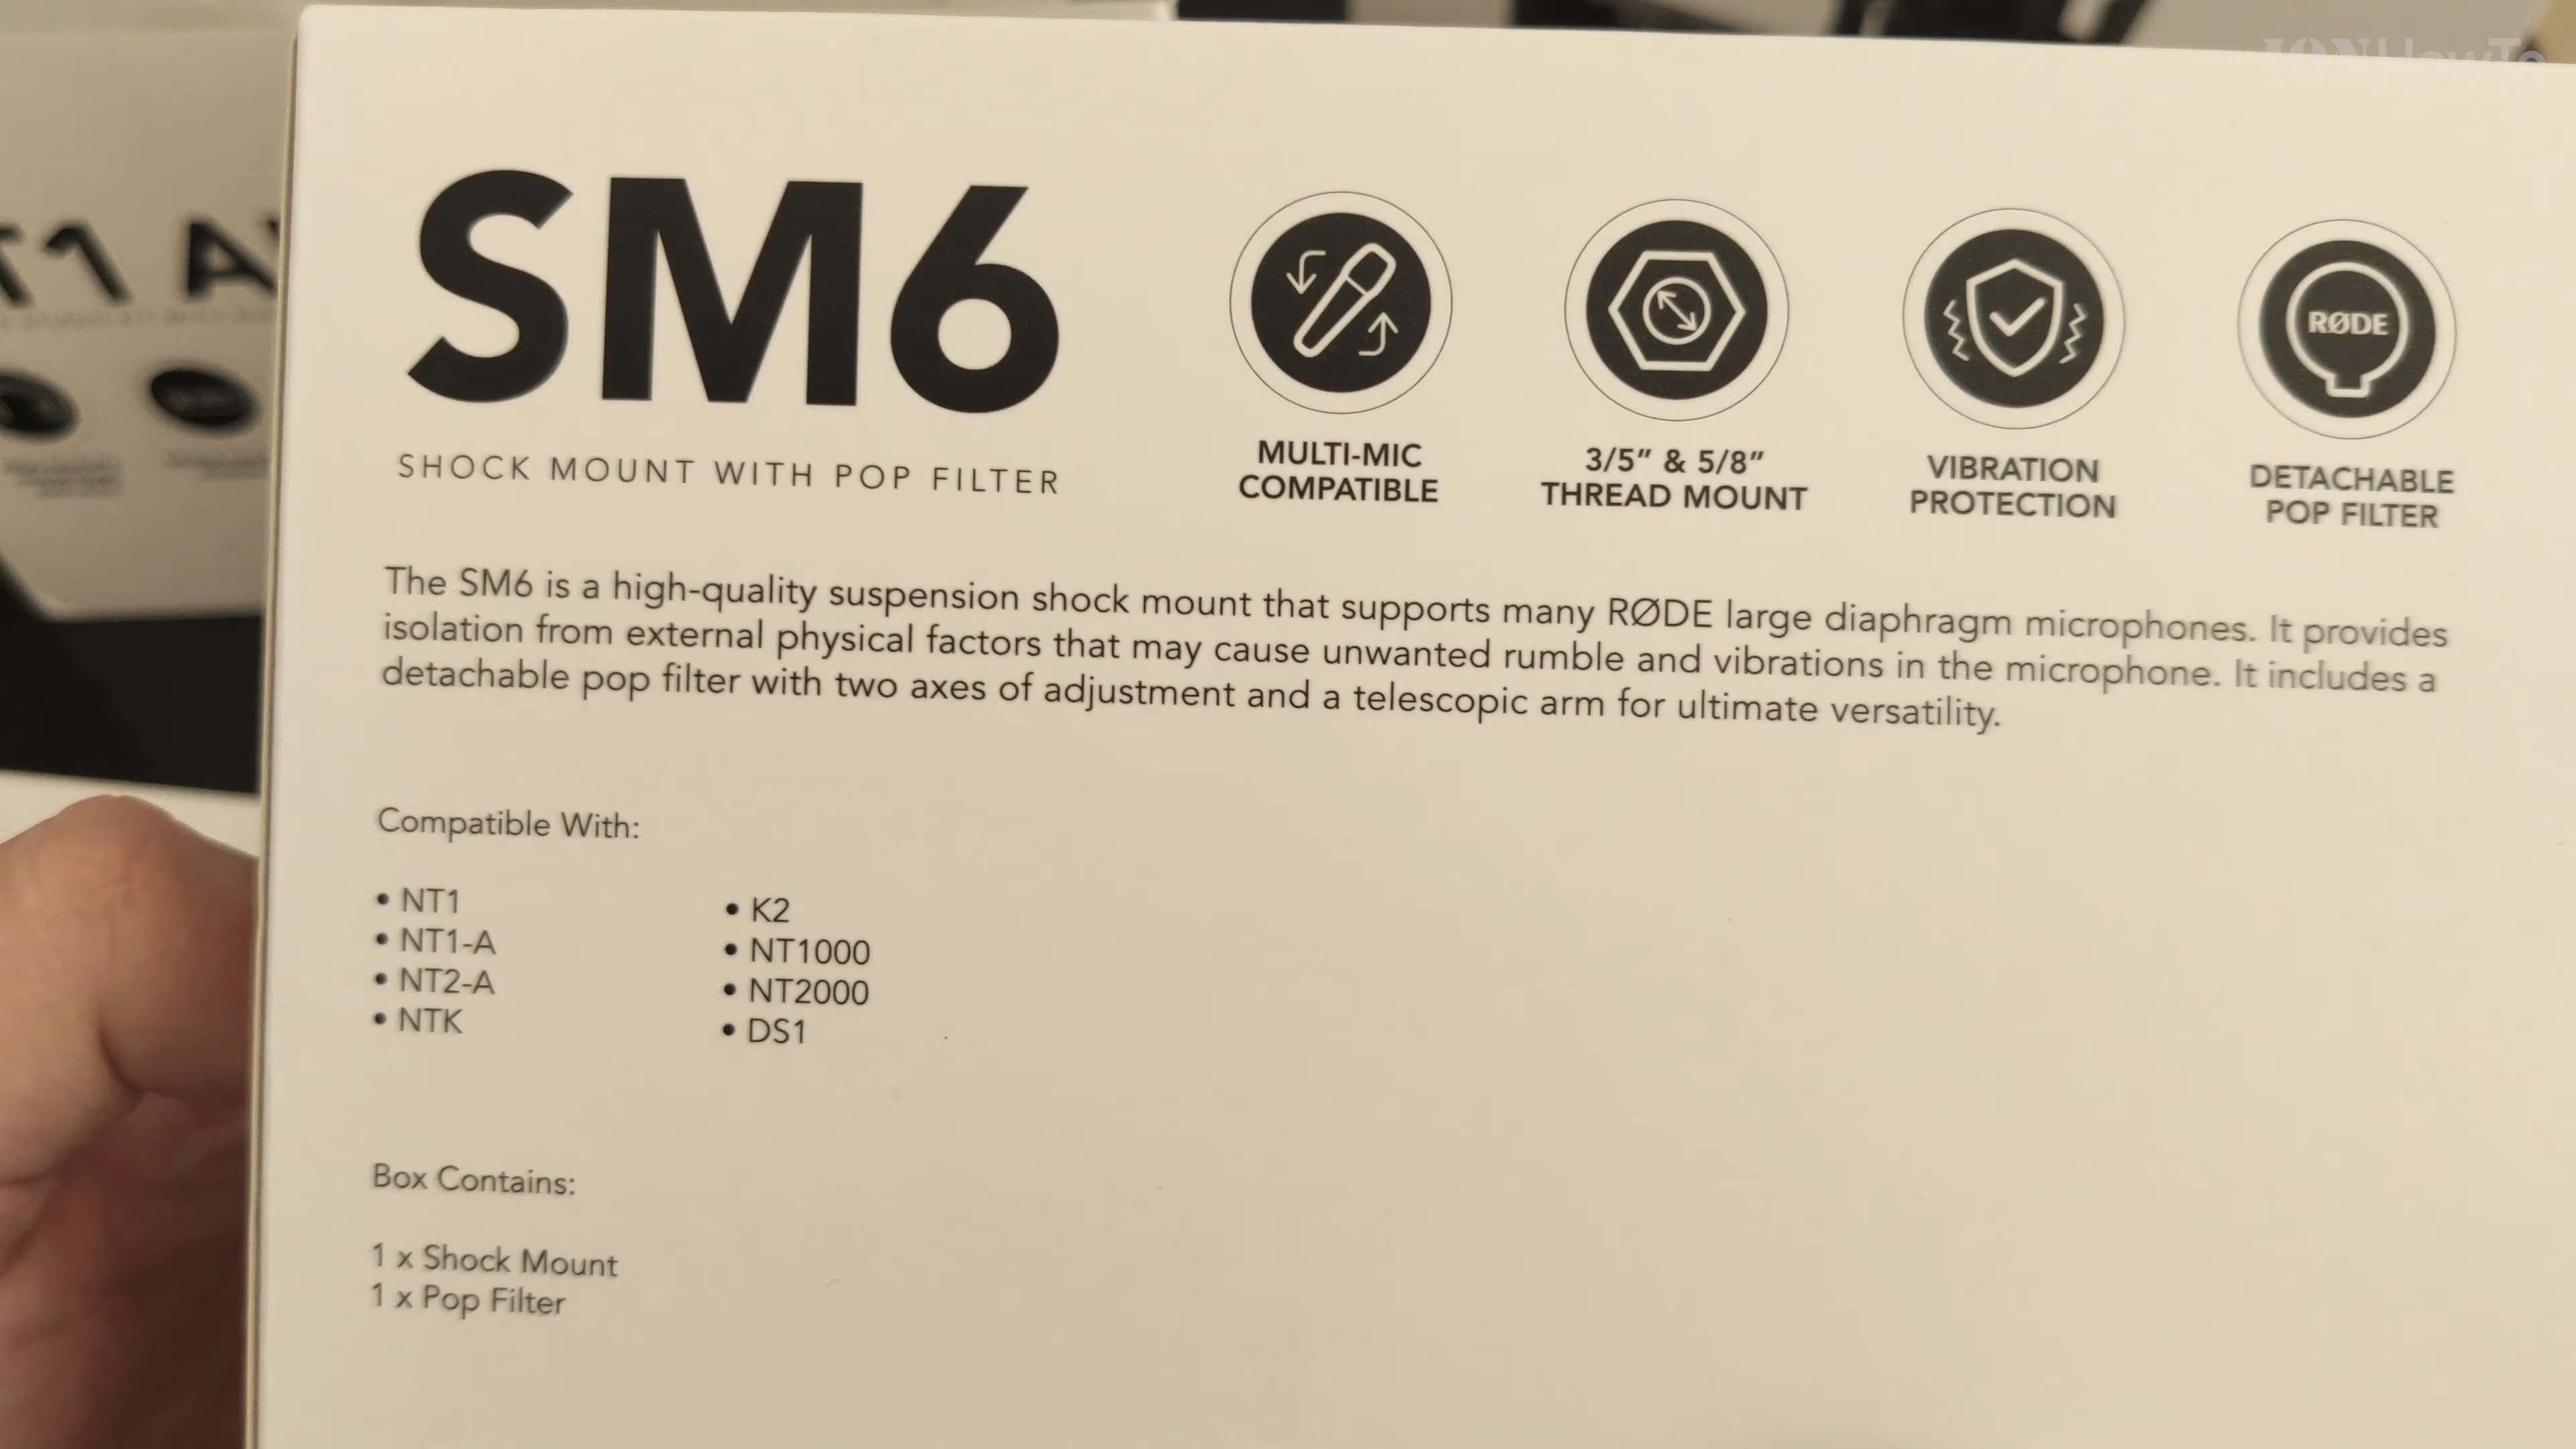 JONHowTo
T1 A
SM6
SHOCK MOUNT WITH POP FILTER
RØDE
MULTI-MIC
COMPATIBLE
3/5” & 5/8”
THREAD MOUNT
VIBRATION
PROTECTION
DETACHABLE
POP FILTER
The SM6 is a high-quality suspension shock mount that supports many RØDE large diaphragm microphones. It provides
isolation from external physical factors that may cause unwanted rumble and vibrations in the microphone. It includes a
detachable pop filter with two axes of adjustment and a telescopic arm for ultimate versatility.
Compatible With:
• NT1
• NT1-A
• NT2-A
• NTK
• K2
• NT1000
• NT2000
• DS1
Box Contains:
1 x Shock Mount
1 x Pop Filter